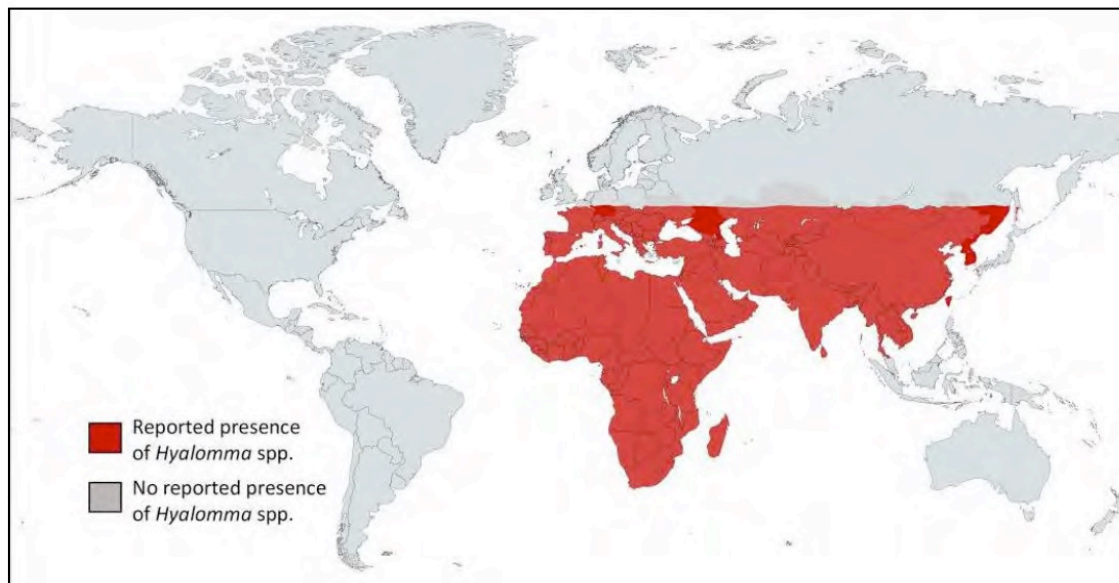 Reported presence
of Hyalomma spp.
No reported presence
of Hyalomma spp.